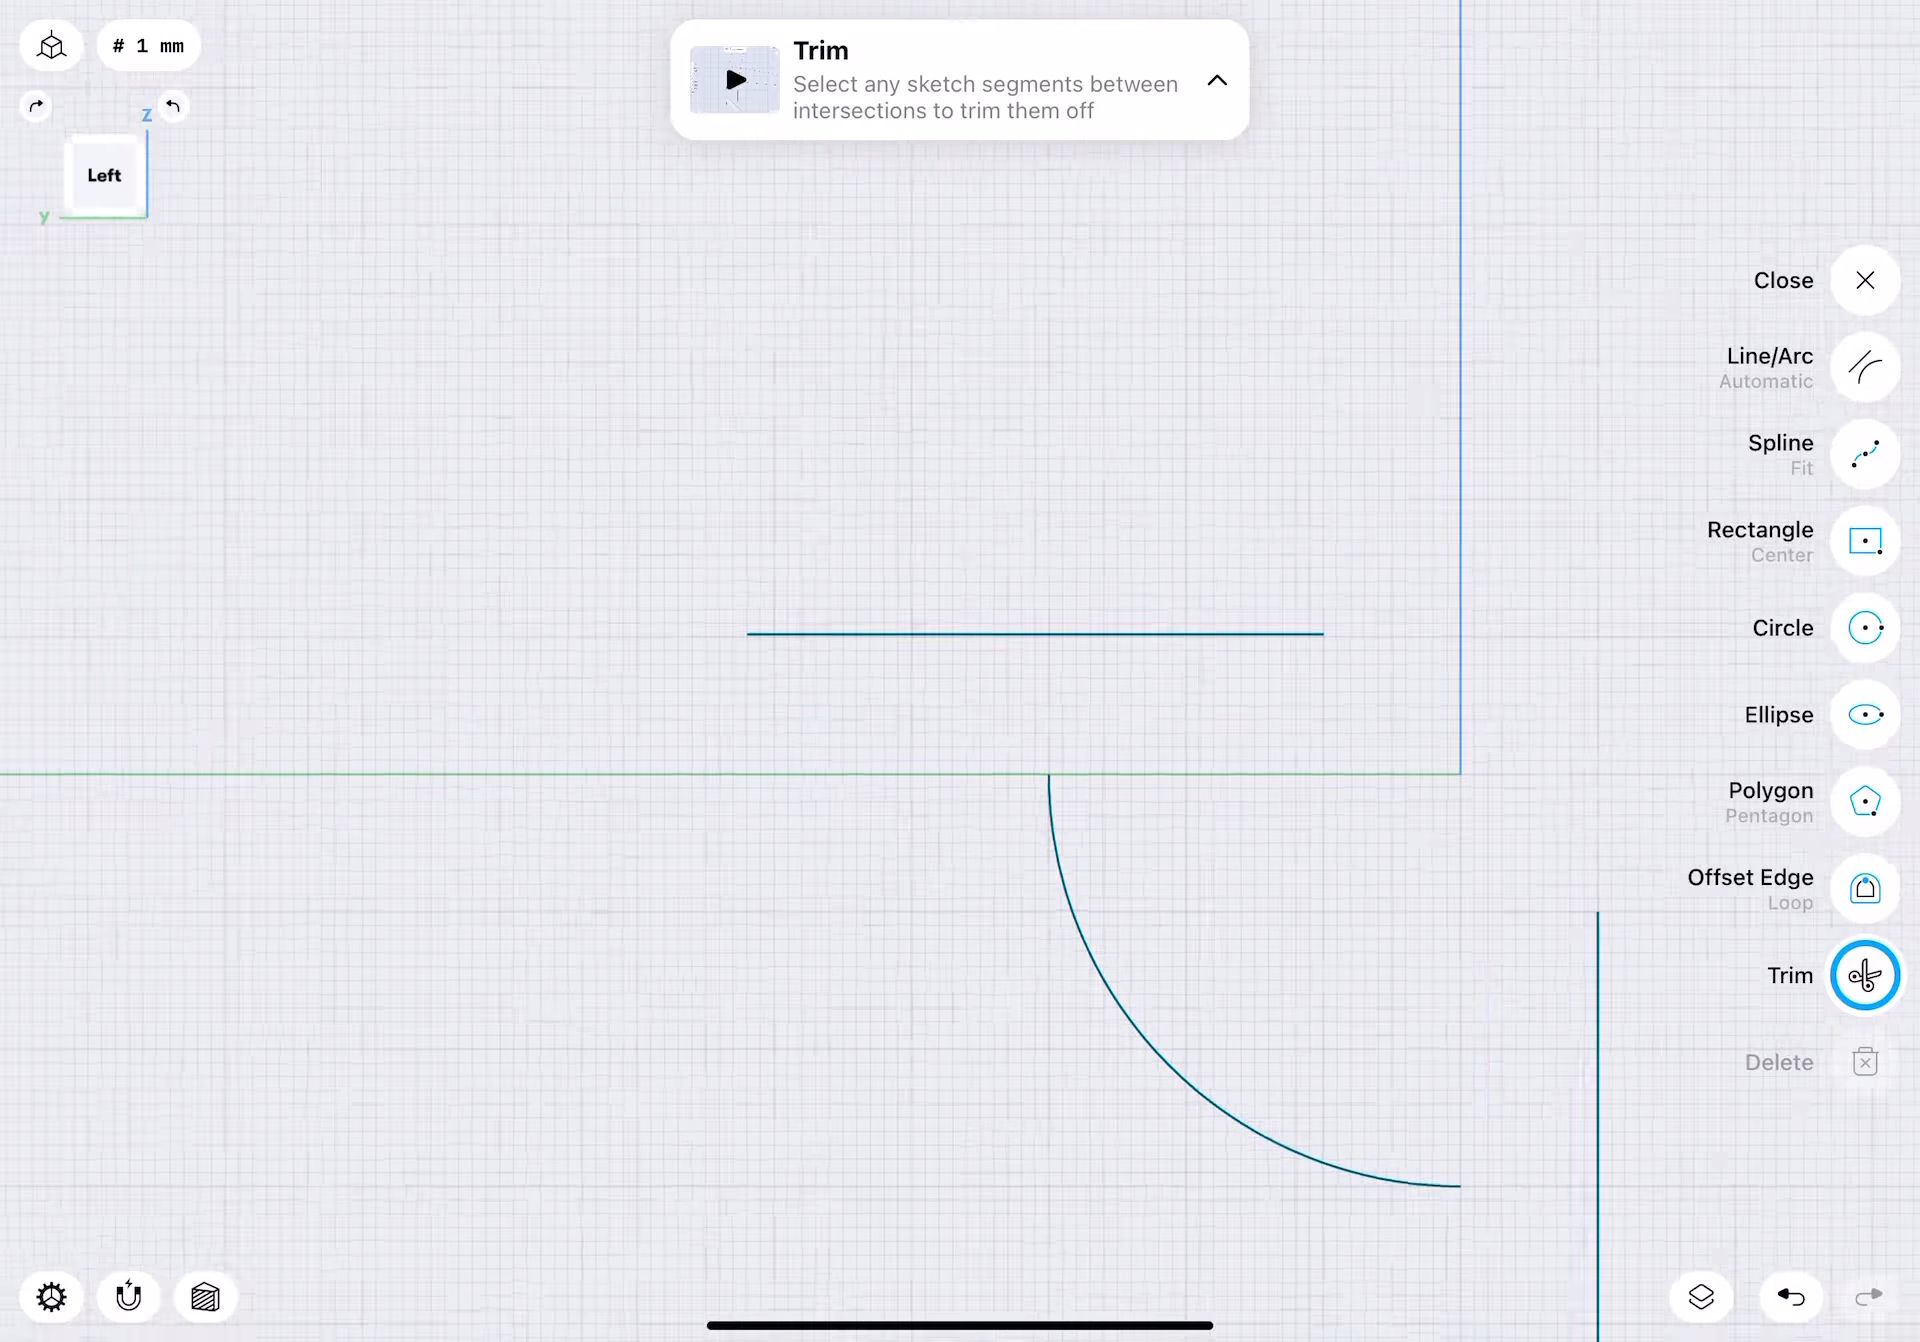 # 1 mm
Trim
Select any sketch segments between
intersections to trim them off
z
Left
y
Close
Line/Arc
Automatic
Spline
Fit
Rectangle
Center
Circle
Ellipse
Polygon
Pentagon
Offset Edge
Loop
Trim
Delete